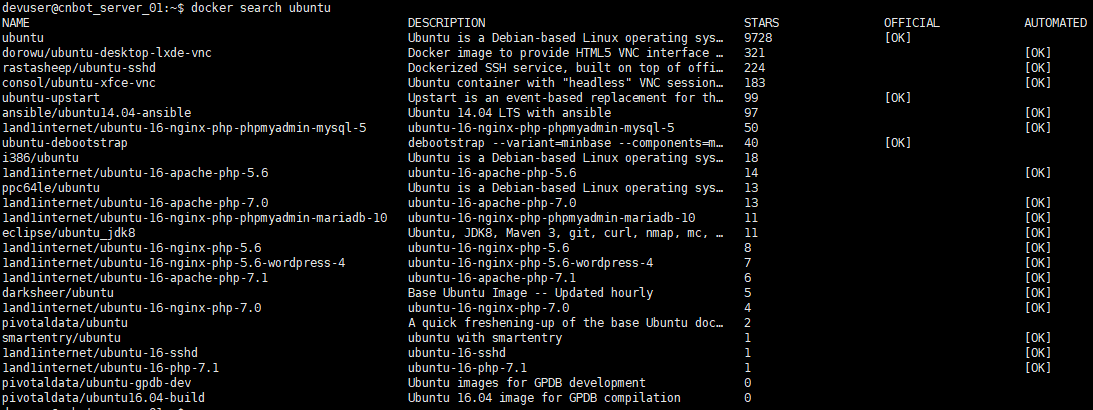 devuser@cnbot_server_01:~$ docker search ubuntu
NAME DESCRIPTION STARS OFFICIAL AUTOMATED
ubuntu Ubuntu is a Debian-based Linux operating sys… 9728 [OK]
dorowu/ubuntu-desktop-lxde-vnc Docker image to provide HTML5 VNC interface … 321 [OK]
rastasheep/ubuntu-sshd Dockerized SSH service, built on top of offi… 224 [OK]
consol/ubuntu-xfce-vnc Ubuntu container with "headless" VNC session… 183 [OK]
ubuntu-upstart Upstart is an event-based replacement for th… 99 [OK]
ansible/ubuntu14.04-ansible Ubuntu 14.04 LTS with ansible 97 [OK]
1and1internet/ubuntu-16-nginx-php-phpmyadmin-mysql-5 ubuntu-16-nginx-php-phpmyadmin-mysql-5 50 [OK]
ubuntu-debootstrap debootstrap --variant=minbase --components=m… 40 [OK]
i386/ubuntu Ubuntu is a Debian-based Linux operating sys… 18
1and1internet/ubuntu-16-apache-php-5.6 ubuntu-16-apache-php-5.6 14 [OK]
ppc64le/ubuntu Ubuntu is a Debian-based Linux operating sys… 13
1and1internet/ubuntu-16-apache-php-7.0 ubuntu-16-apache-php-7.0 13 [OK]
1and1internet/ubuntu-16-nginx-php-phpmyadmin-mariadb-10 ubuntu-16-nginx-php-phpmyadmin-mariadb-10 11 [OK]
eclipse/ubuntu_jdk8 Ubuntu, JDK8, Maven 3, git, curl, nmap, mc, … 11 [OK]
1and1internet/ubuntu-16-nginx-php-5.6 ubuntu-16-nginx-php-5.6 8 [OK]
1and1internet/ubuntu-16-nginx-php-5.6-wordpress-4 ubuntu-16-nginx-php-5.6-wordpress-4 7 [OK]
1and1internet/ubuntu-16-apache-php-7.1 ubuntu-16-apache-php-7.1 6 [OK]
darksheer/ubuntu Base Ubuntu Image -- Updated hourly 5 [OK]
1and1internet/ubuntu-16-nginx-php-7.0 ubuntu-16-nginx-php-7.0 4 [OK]
pivotaldata/ubuntu A quick freshening-up of the base Ubuntu doc… 2
smartentry/ubuntu ubuntu with smartentry 1 [OK]
1and1internet/ubuntu-16-sshd ubuntu-16-sshd 1 [OK]
1and1internet/ubuntu-16-php-7.1 ubuntu-16-php-7.1 1 [OK]
pivotaldata/ubuntu-gpdb-dev Ubuntu images for GPDB development 0
pivotaldata/ubuntu16.04-build Ubuntu 16.04 image for GPDB compilation 0